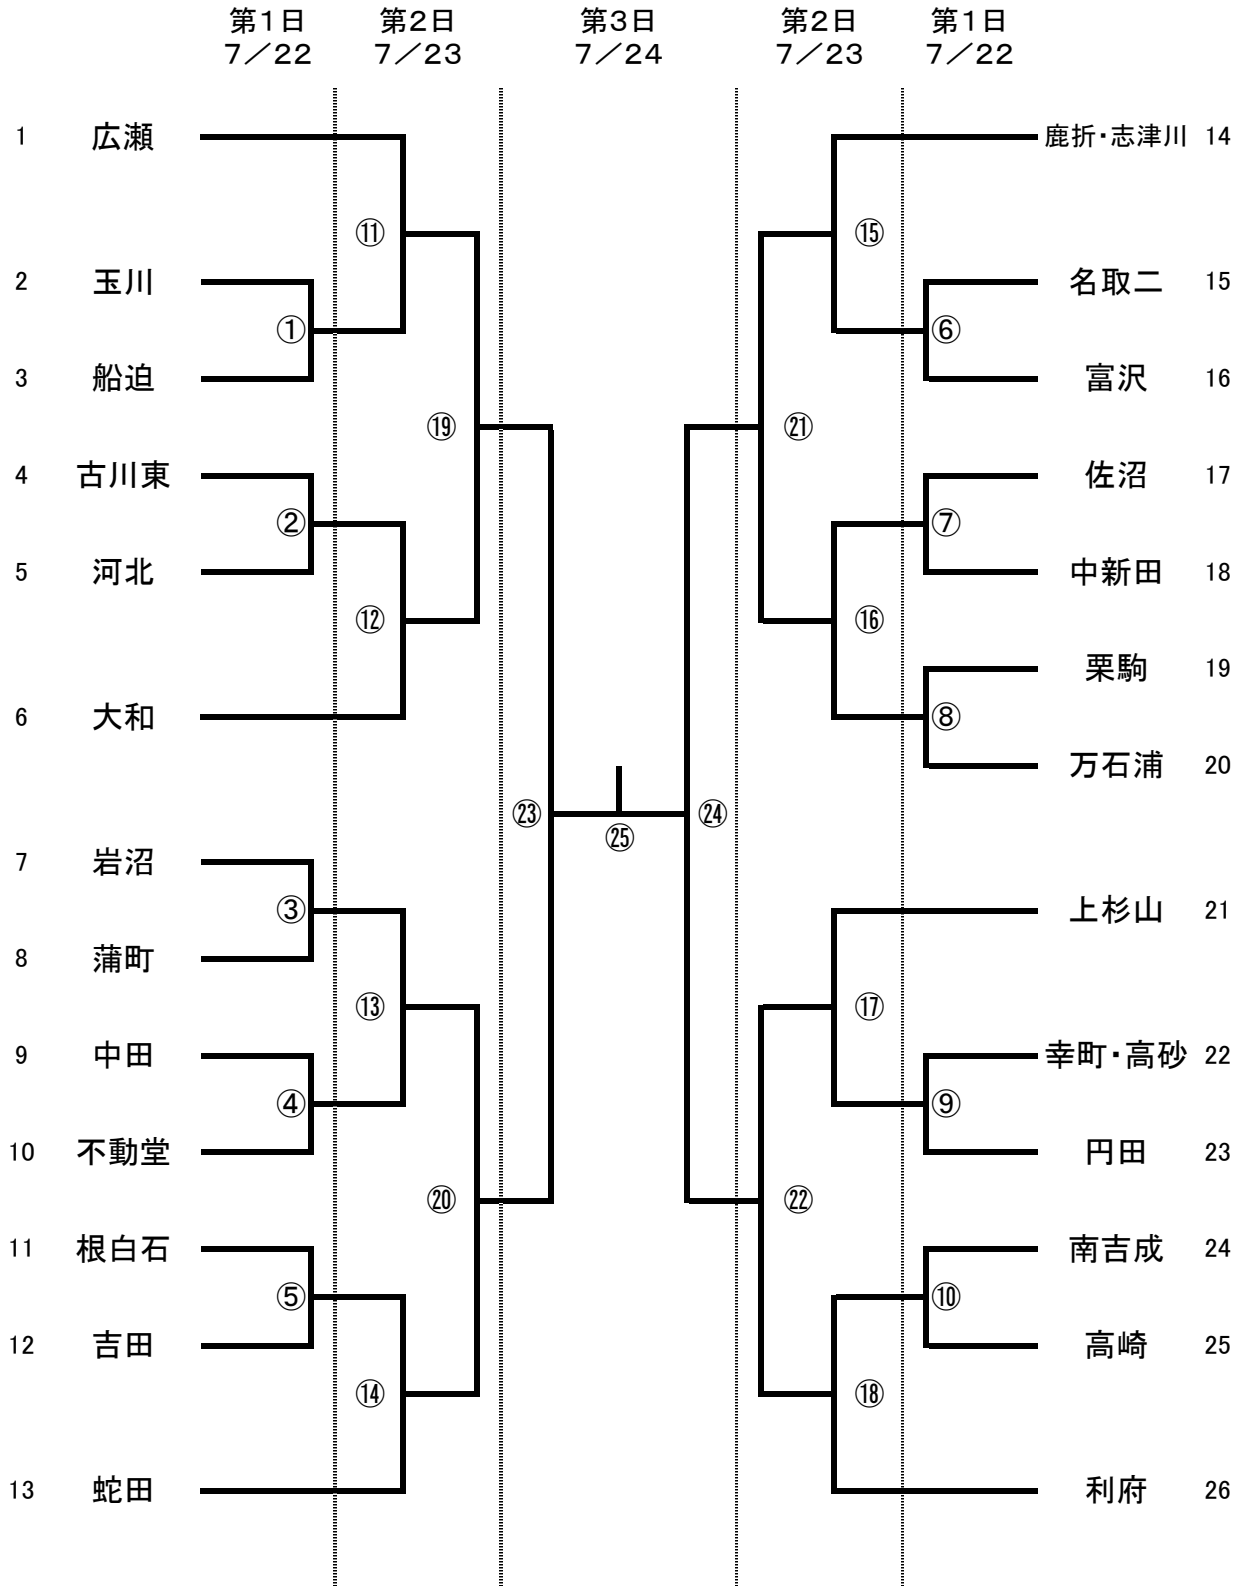 第1日 第2日 第3日 第2日 第1日
7／22 7／23 7／24 7／23 7／22
1 広瀬 鹿折・志津川 14
⑪ ⑮
2 玉川 名取二 15
① ⑥
3 船迫 富沢 16
⑲ ㉑
4 古川東 佐沼 17
② ⑦
5 河北 中新田 18
⑫ ⑯
栗駒 19
6 大和 ⑧
万石浦 20
㉓ ㉔
㉕
7 岩沼
③ 上杉山 21
8 蒲町
⑬ ⑰
9 中田 幸町・高砂 22
④ ⑨
10 不動堂 円田 23
⑳ ㉒
11 根白石 南吉成 24
⑤ ⑩
12 吉田 高崎 25
⑭ ⑱
13 蛇田 利府 26